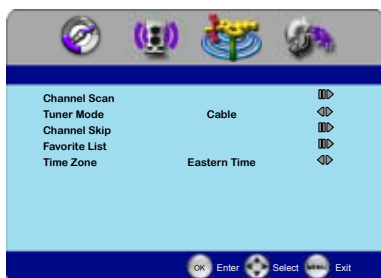 Channel Scan
Tuner Mode Cable
Channel Skip
Favorite List
Time Zone Eastern Time
OK Enter Select MENU Exit